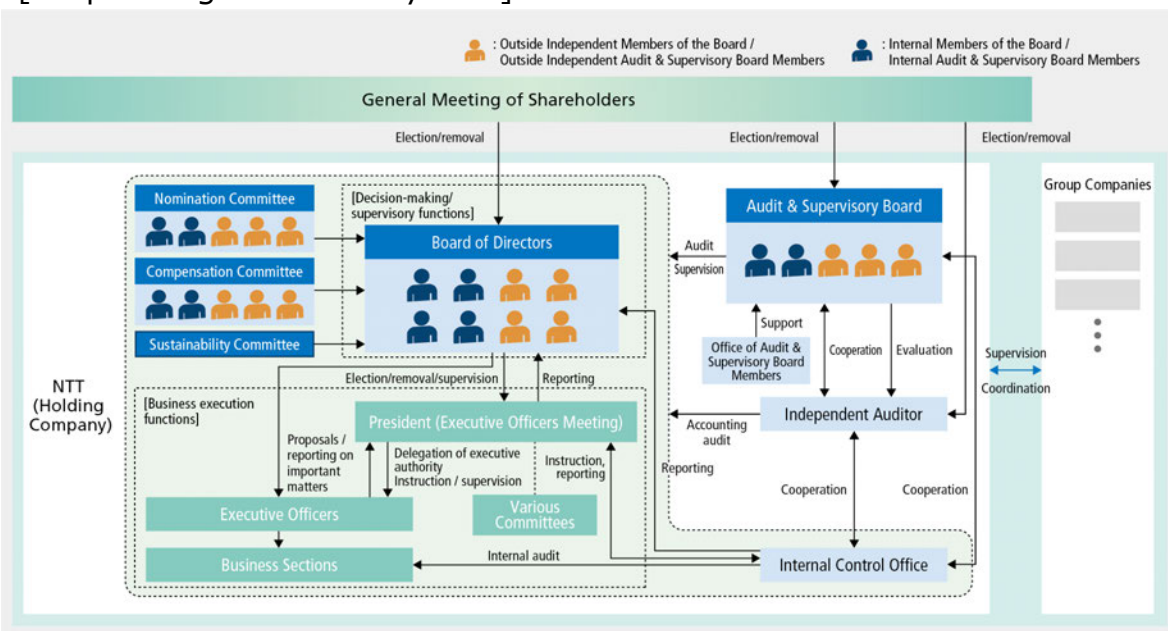 : Outside Independent Members of the Board /
Outside Independent Audit & Supervisory Board Members
: Internal Members of the Board /
Internal Audit & Supervisory Board Members
General Meeting of Shareholders
Election/removal
Election/removal
Election/removal
NTT
(Holding
Company)
Nomination Committee
Compensation Committee
Sustainability Committee
[Decision-making/
supervisory functions]
Board of Directors
Audit
Supervision
Audit & Supervisory Board
Support
Office of Audit &
Supervisory Board
Members
Cooperation
Evaluation
Group Companies
Supervision
Coordination
Election/removal/supervision
Reporting
[Business execution
functions]
President (Executive Officers Meeting)
Accounting
audit
Independent Auditor
Proposals /
reporting on
important
matters
Delegation of executive
authority
Instruction / supervision
Instruction,
reporting
Reporting
Cooperation
Cooperation
Executive Officers
Various
Committees
Business Sections
Internal audit
Internal Control Office